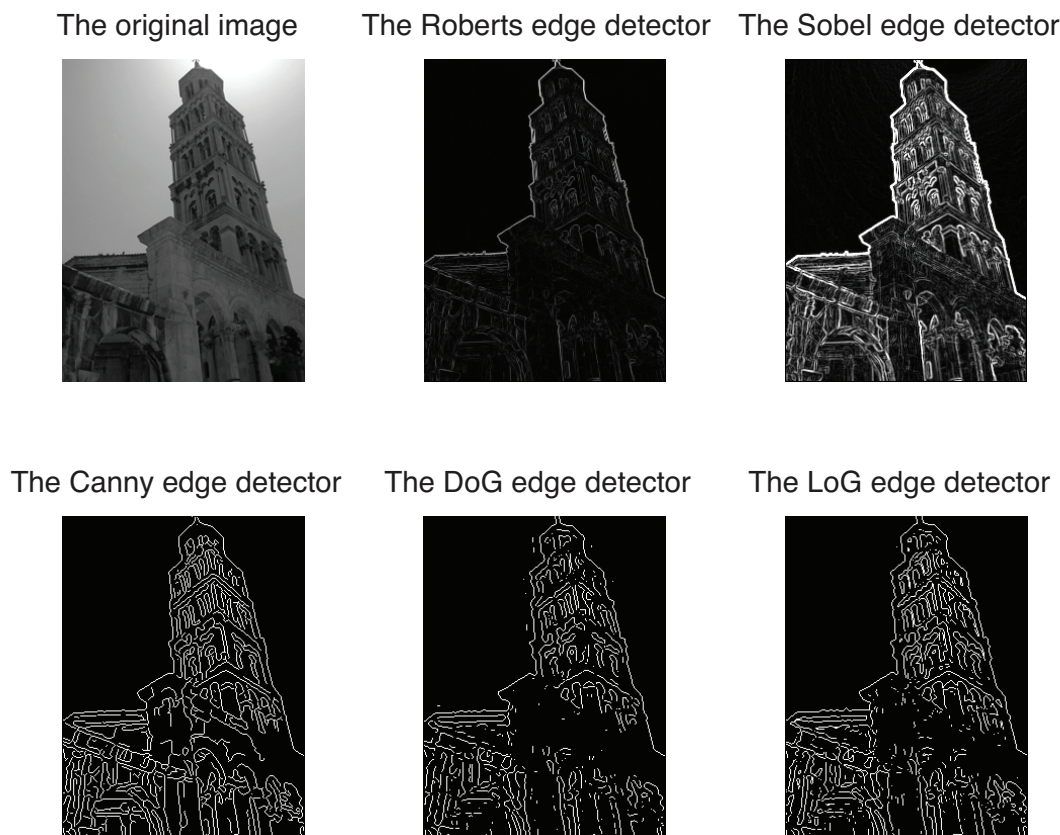 The original image
The Roberts edge detector
The Sobel edge detector
The Canny edge detector
The DoG edge detector
The LoG edge detector